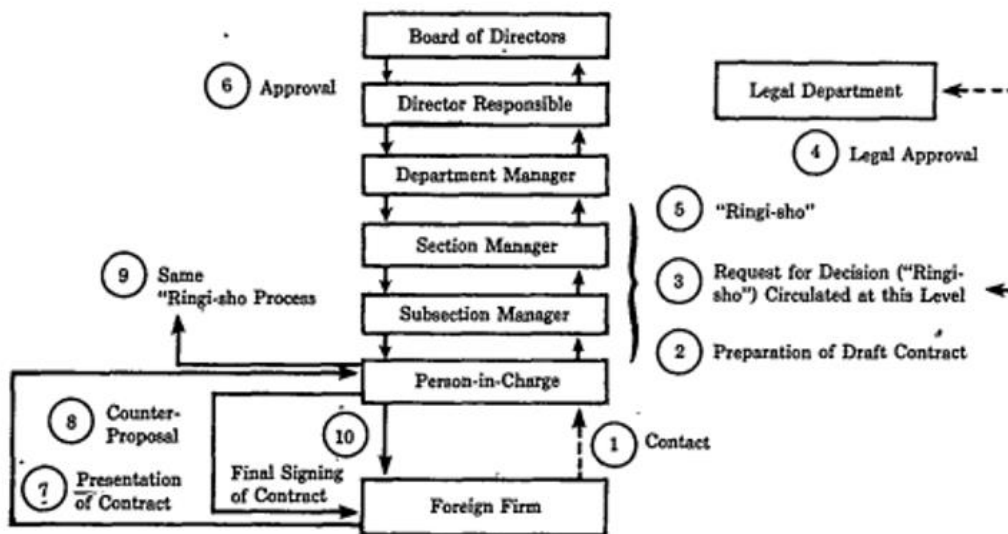 Board of Directors
6 Approval
Director Responsible
Legal Department
4 Legal Approval
Department Manager
5 "Ringi-sho"
Section Manager
9 Same
"Ringi-sho Process
3 Request for Decision ("Ringi-
sho") Circulated at this Level
Subsection Manager
2 Preparation of Draft Contract
Person-in-Charge
8 Counter-
Proposal
10
1 Contact
7 Presentation
of Contract
Final Signing
of Contract
Foreign Firm